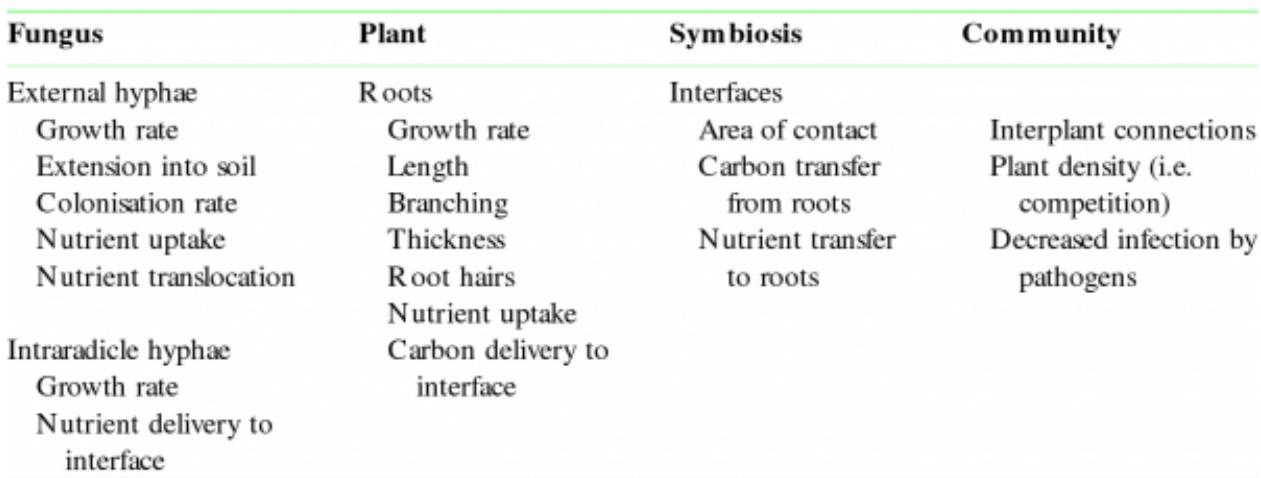 Fungus Plant Symbiosis Community
External hyphae Roots Interfaces
Growth rate Growth rate Area of contact Interplant connections
Extension into soil Length Carbon transfer Plant density (i.e.
Colonisation rate Branching from roots competition)
Nutrient uptake Thickness Nutrient transfer Decreased infection by
Nutrient translocation Root hairs to roots pathogens
Nutrient uptake
Intraradicle hyphae Carbon delivery to
Growth rate interface
Nutrient delivery to
interface